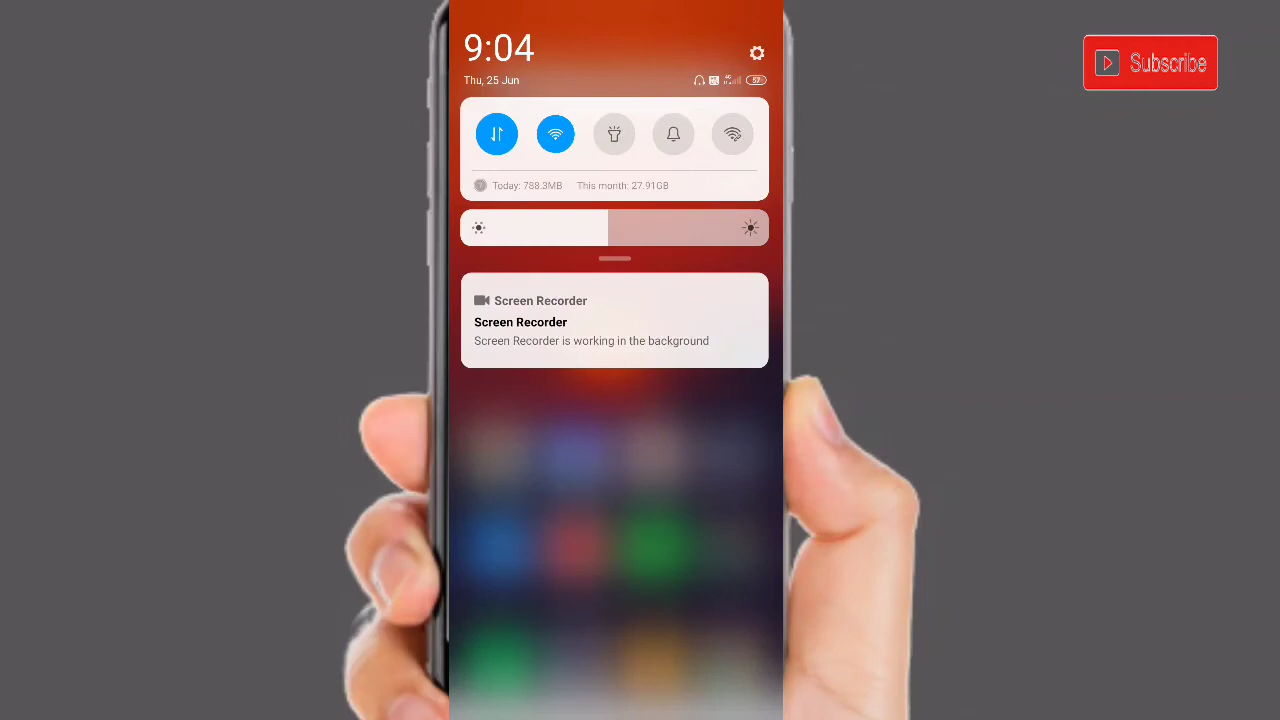 9:04
Subscribe
Thu, 25 Jun
57
Today: 788.3MB This month: 27.91GB
Screen Recorder
Screen Recorder
Screen Recorder is working in the background